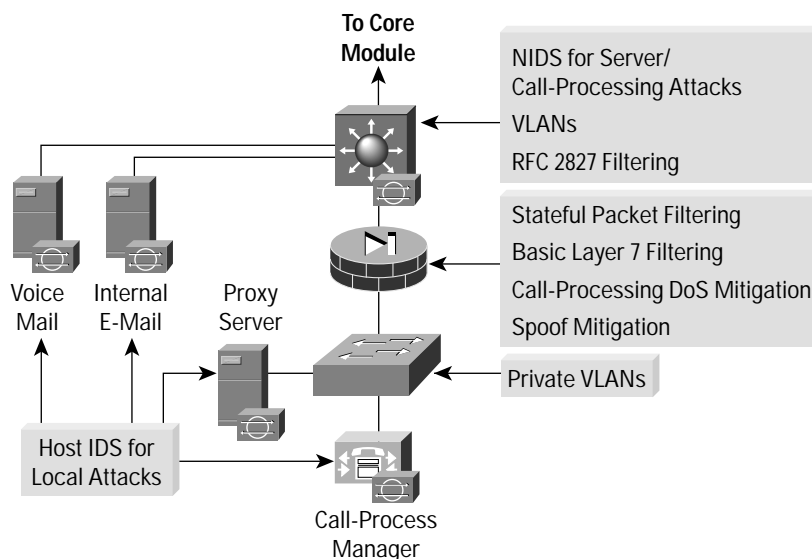 To Core
Module
NIDS for Server/
Call-Processing Attacks
VLANs
RFC 2827 Filtering
Stateful Packet Filtering
Basic Layer 7 Filtering
Call-Processing DoS Mitigation
Spoof Mitigation
Voice
Mail
Internal
E-Mail
Proxy
Server
Private VLANs
Host IDS for
Local Attacks
Call-Process
Manager